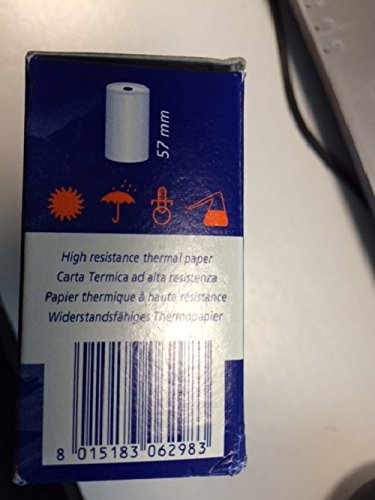 57 mm
High resistance thermal paper
Carta Termica ad alta resistenza
Papier thermique à haute résistance
Widerstandsfähiges Thermopapier
8 015183 062983